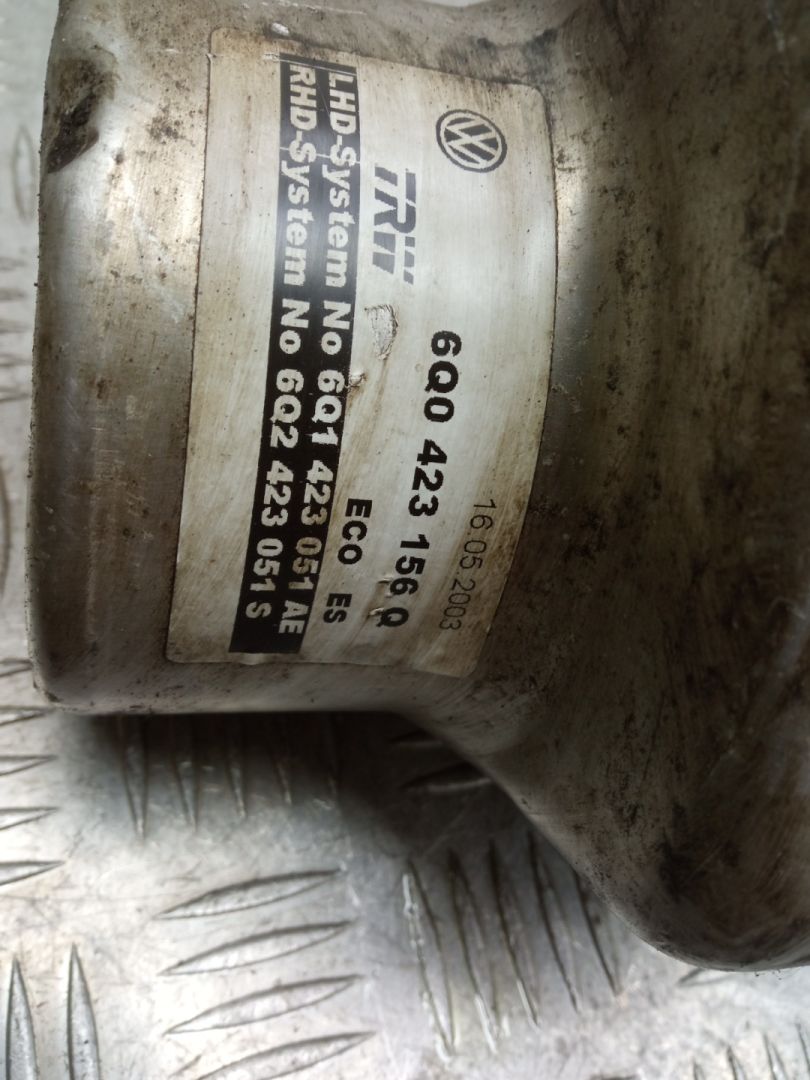 16.05.2003
6Q0 423 156 Q
TRW
ECO ES
LHD-System No 6Q1 423 051 AE
RHD-System No 6Q2 423 051 S